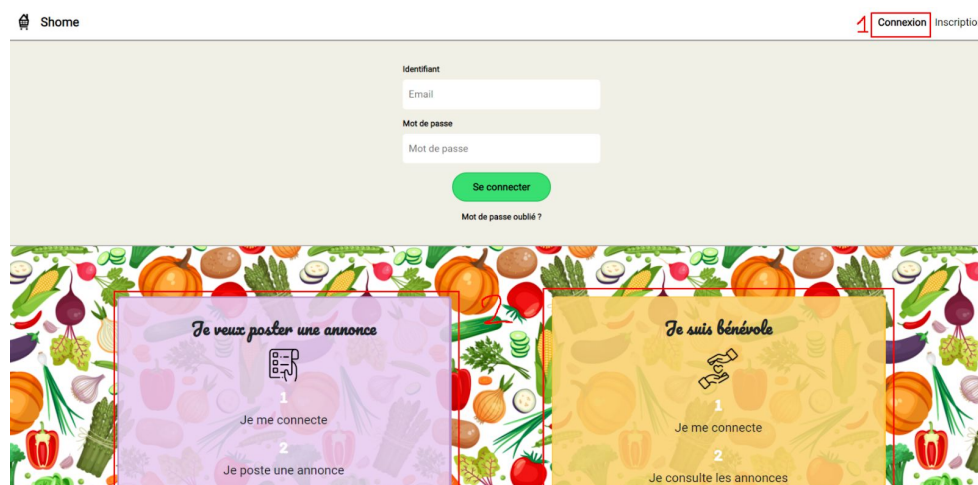 Shome
1 Connexion Inscriptio
Identifiant
Email
Mot de passe
Mot de passe
Se connecter
Mot de passe oublié ?
2
Je veux poster une annonce
1
Je me connecte
2
Je poste une annonce
Je suis bénévole
1
Je me connecte
2
Je consulte les annonces